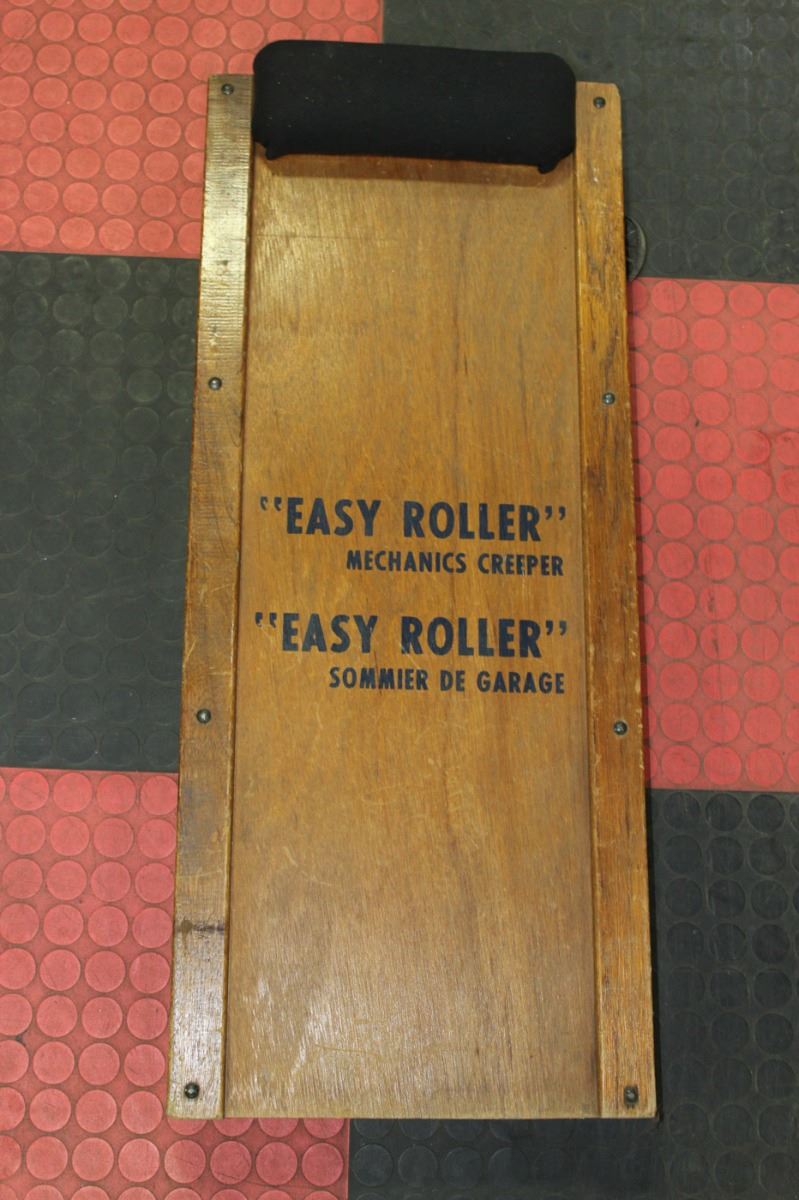 "EASY ROLLER"
MECHANICS CREEPER
"EASY ROLLER"
SOMMIER DE GARAGE